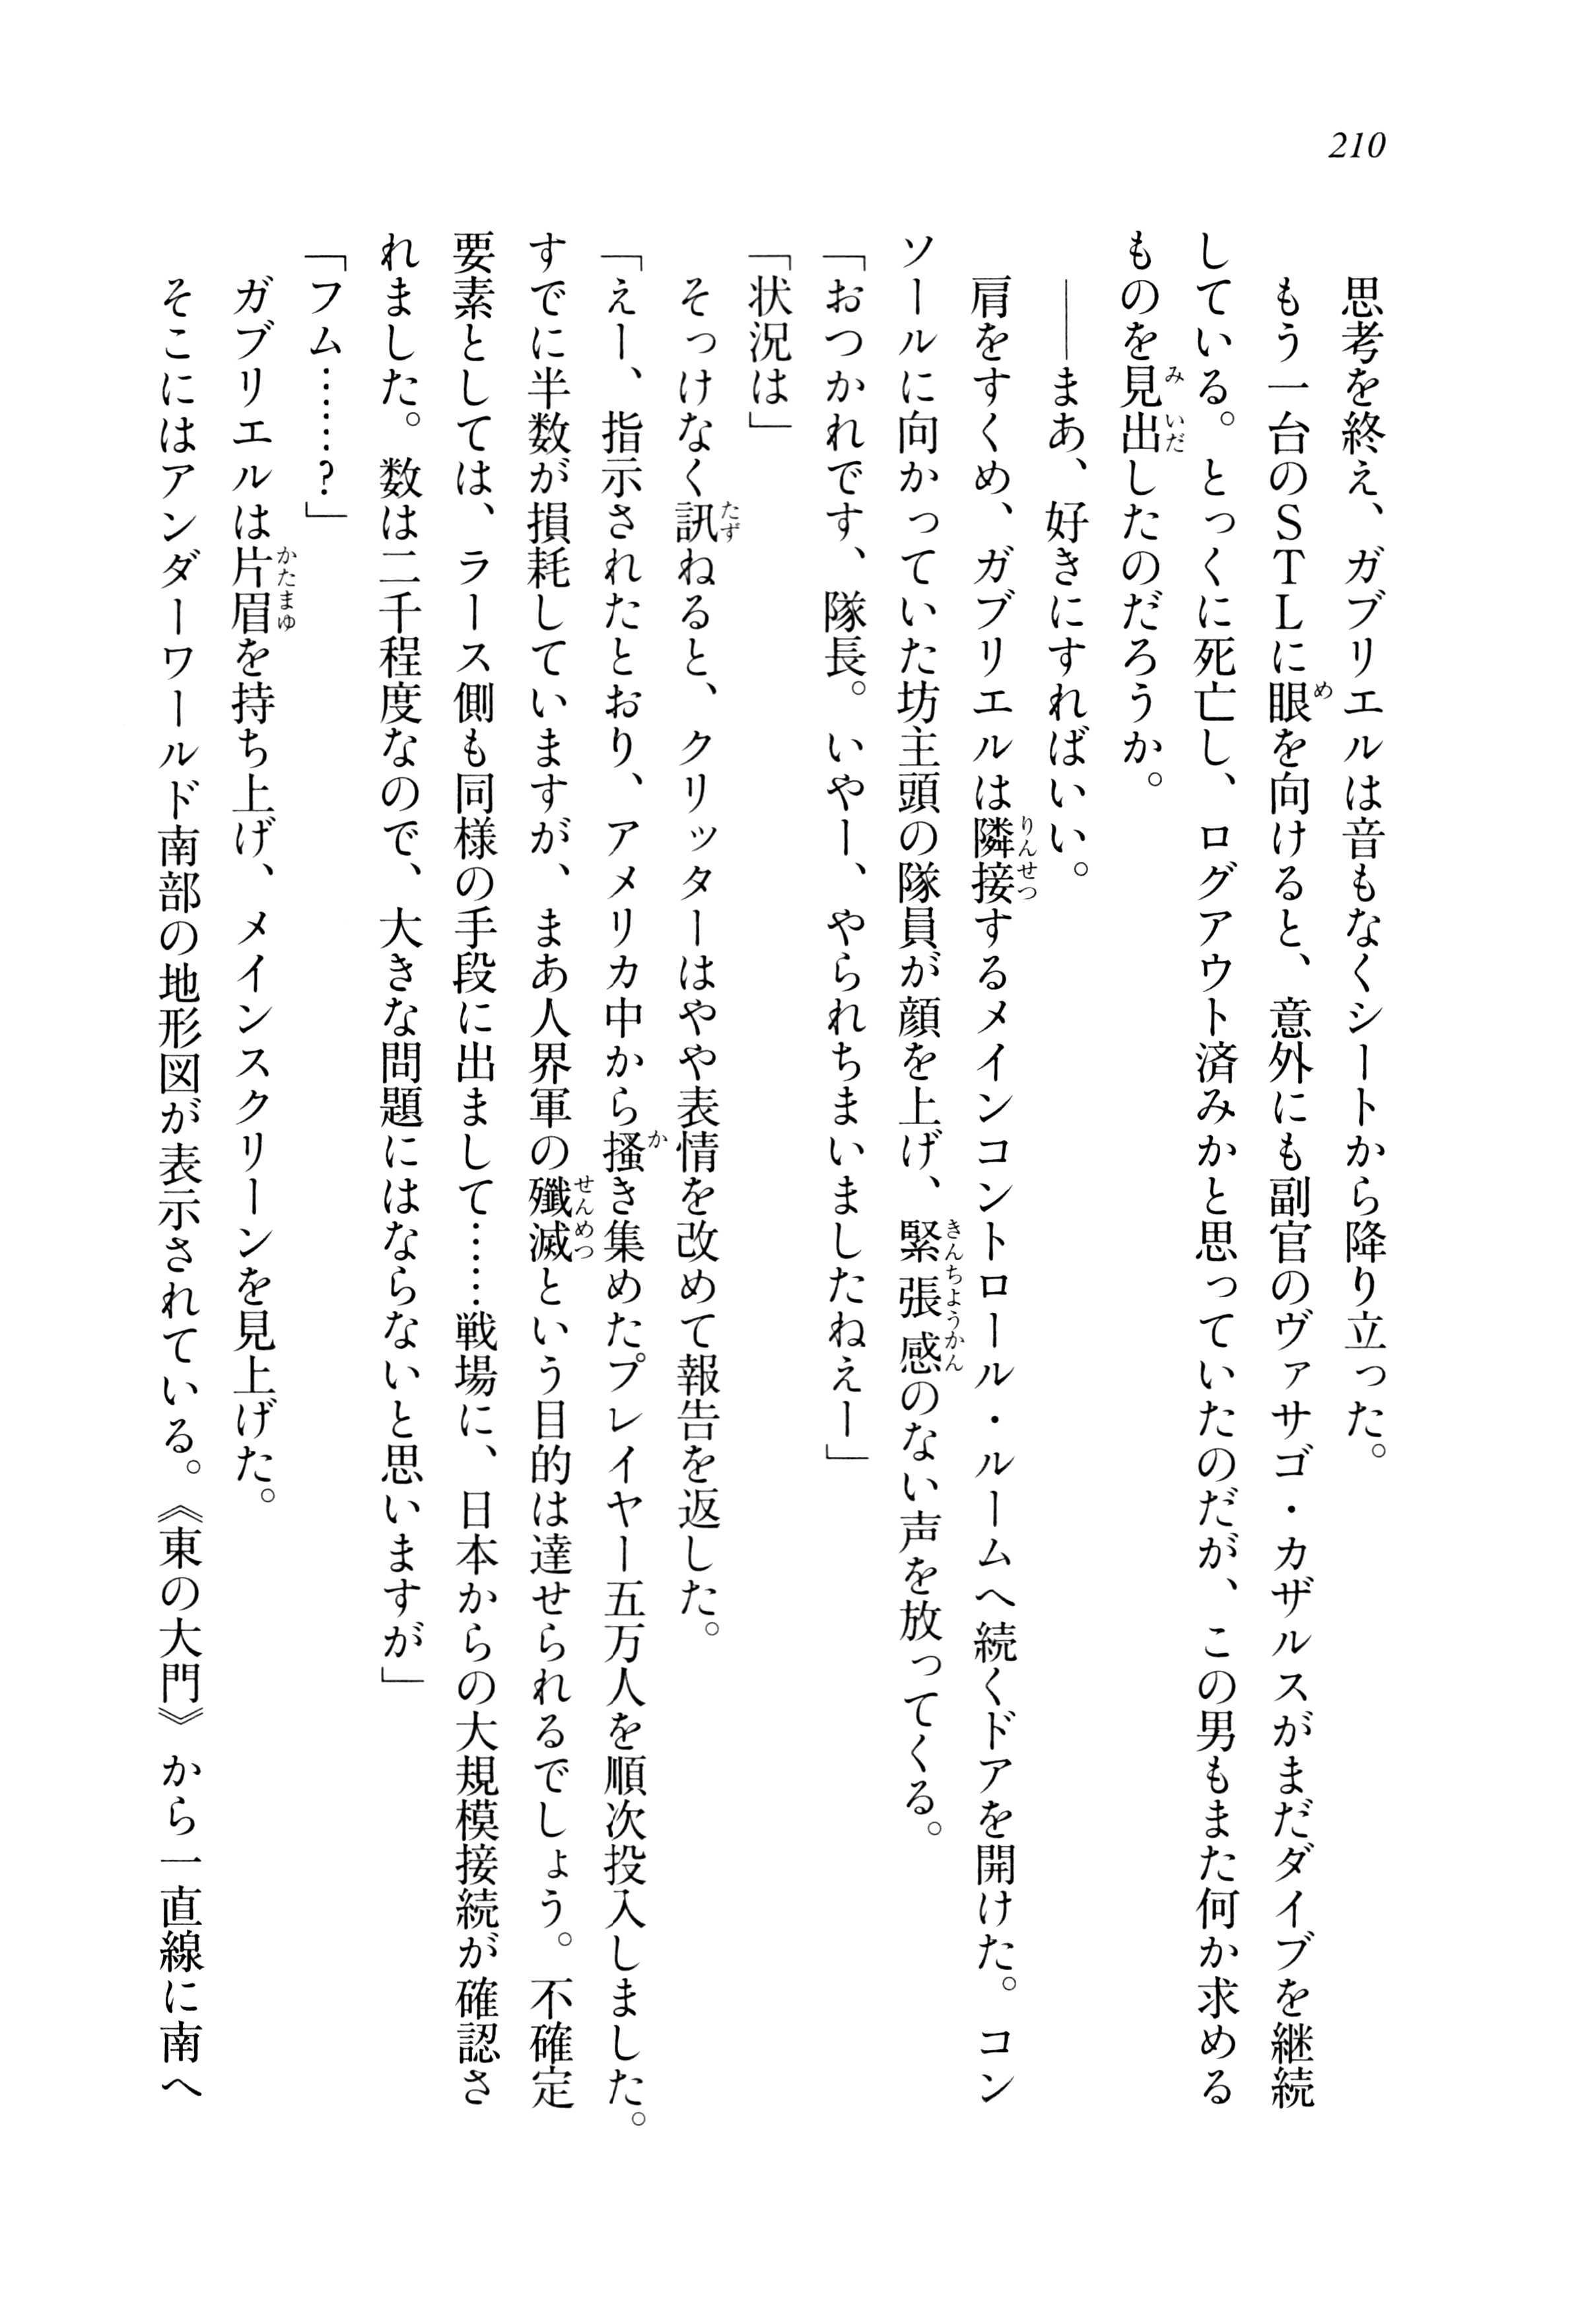 210
思考を終え、ガブリエルは音もなくシートから降り立った。
もう一台のＳＴＬに眼を向けると、意外にも副官のヴァサゴ・カザルスがまだダイブを継続
している。とっくに死亡し、ログアウト済みかと思っていたのだが、この男もまた何か求める
ものを見出したのだろうか。
――まあ、好きにすればいい。
肩をすくめ、ガブリエルは隣接するメインコントロール・ルームへ続くドアを開けた。コン
ソールに向かっていた坊主頭の隊員が顔を上げ、緊張感のない声を放ってくる。
「おつかれです、隊長。いやー、やられちまいましたねえー」
「状況は」
そっけなく訊ねると、クリッターはやや表情を改めて報告を返した。
「えー、指示されたとおり、アメリカ中から掻き集めたプレイヤー五万人を順次投入しました。
すでに半数が損耗していますが、まあ人界軍の殲滅という目的は達せられるでしょう。不確定
要素としては、ラース側も同様の手段に出まして……戦場に、日本からの大規模接続が確認さ
れました。数は二千程度なので、大きな問題にはならないと思いますが」
「フム……？」
ガブリエルは片眉を持ち上げ、メインスクリーンを見上げた。
そこにはアンダーワールド南部の地形図が表示されている。《東の大門》から一直線に南へ